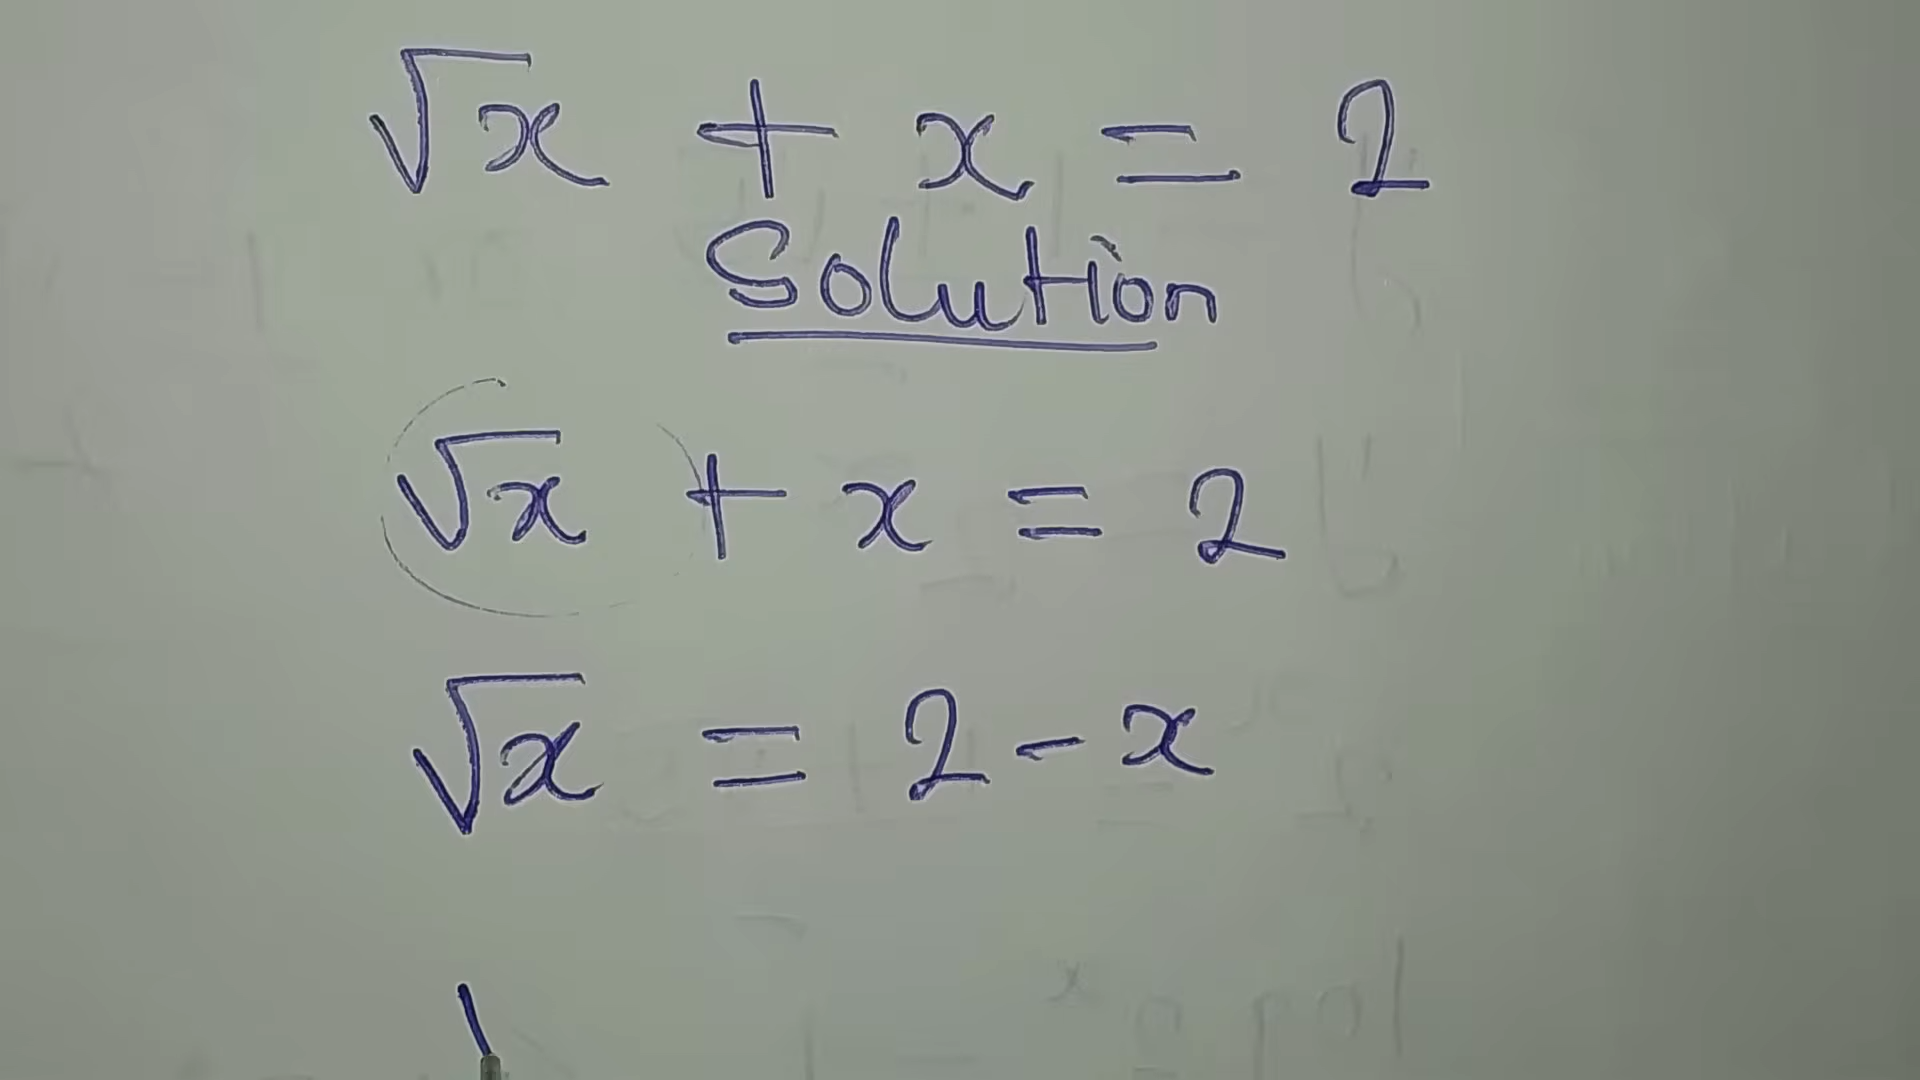 √x + x = 2
Solution
√x + x = 2
√x = 2 - x